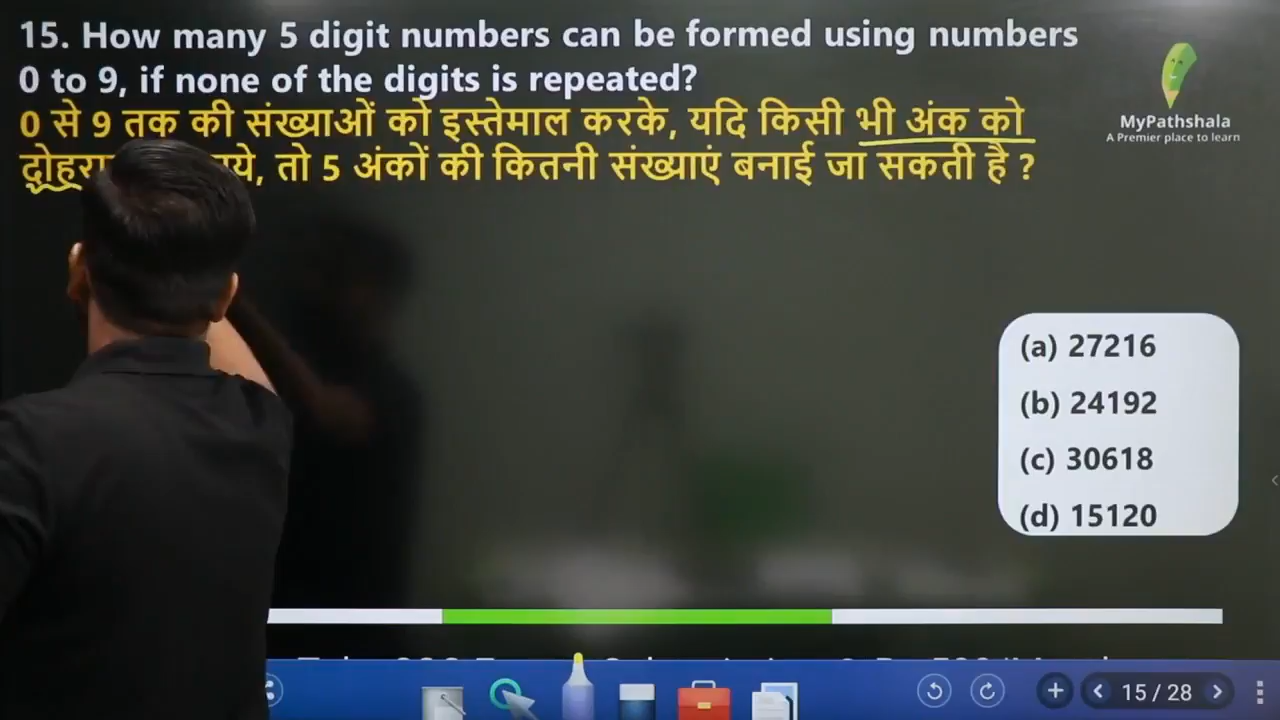 15. How many 5 digit numbers can be formed using numbers
0 to 9, if none of the digits is repeated?
0 से 9 तक की संख्याओं को इस्तेमाल करके, यदि किसी भी अंक को
तो 5 अंकों की कितनी संख्याएं बनाई जा सकती है ?
MyPathshala
A Premier place to learn
(a) 27216
(b) 24192
(c) 30618
(d) 15120
15 / 28